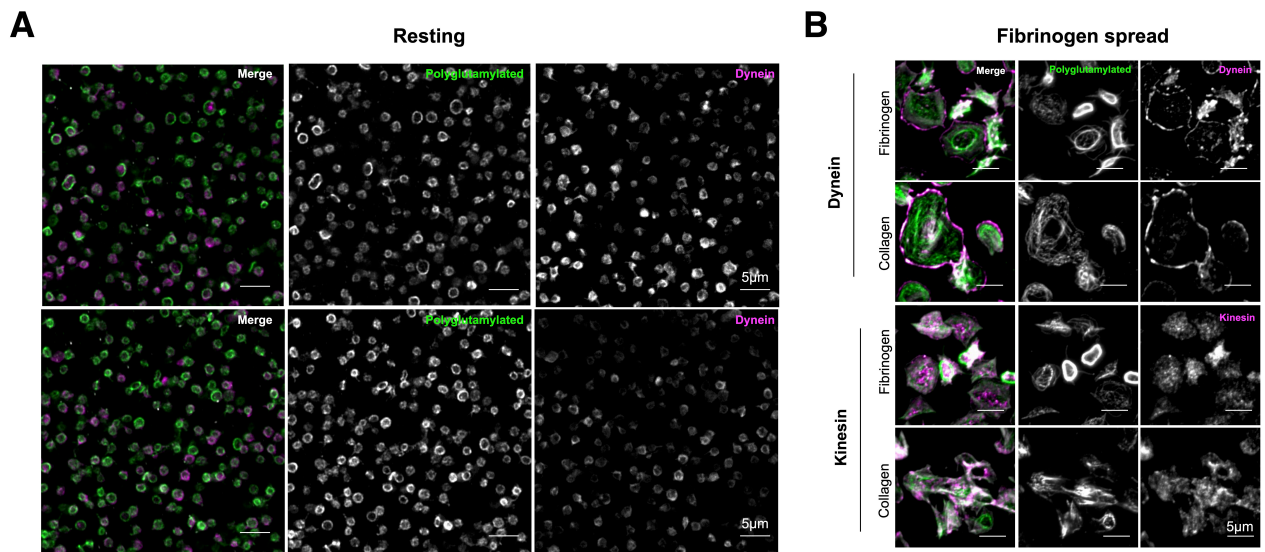 A
Resting
Merge
Polyglutamylated
Dynein
5µm
Merge
Polyglutamylated
Dynein
5µm
B
Fibrinogen spread
Dynein
Fibrinogen
Merge
Polyglutamylated
Dynein
Collagen
Kinesin
Fibrinogen
Kinesin
Collagen
5µm